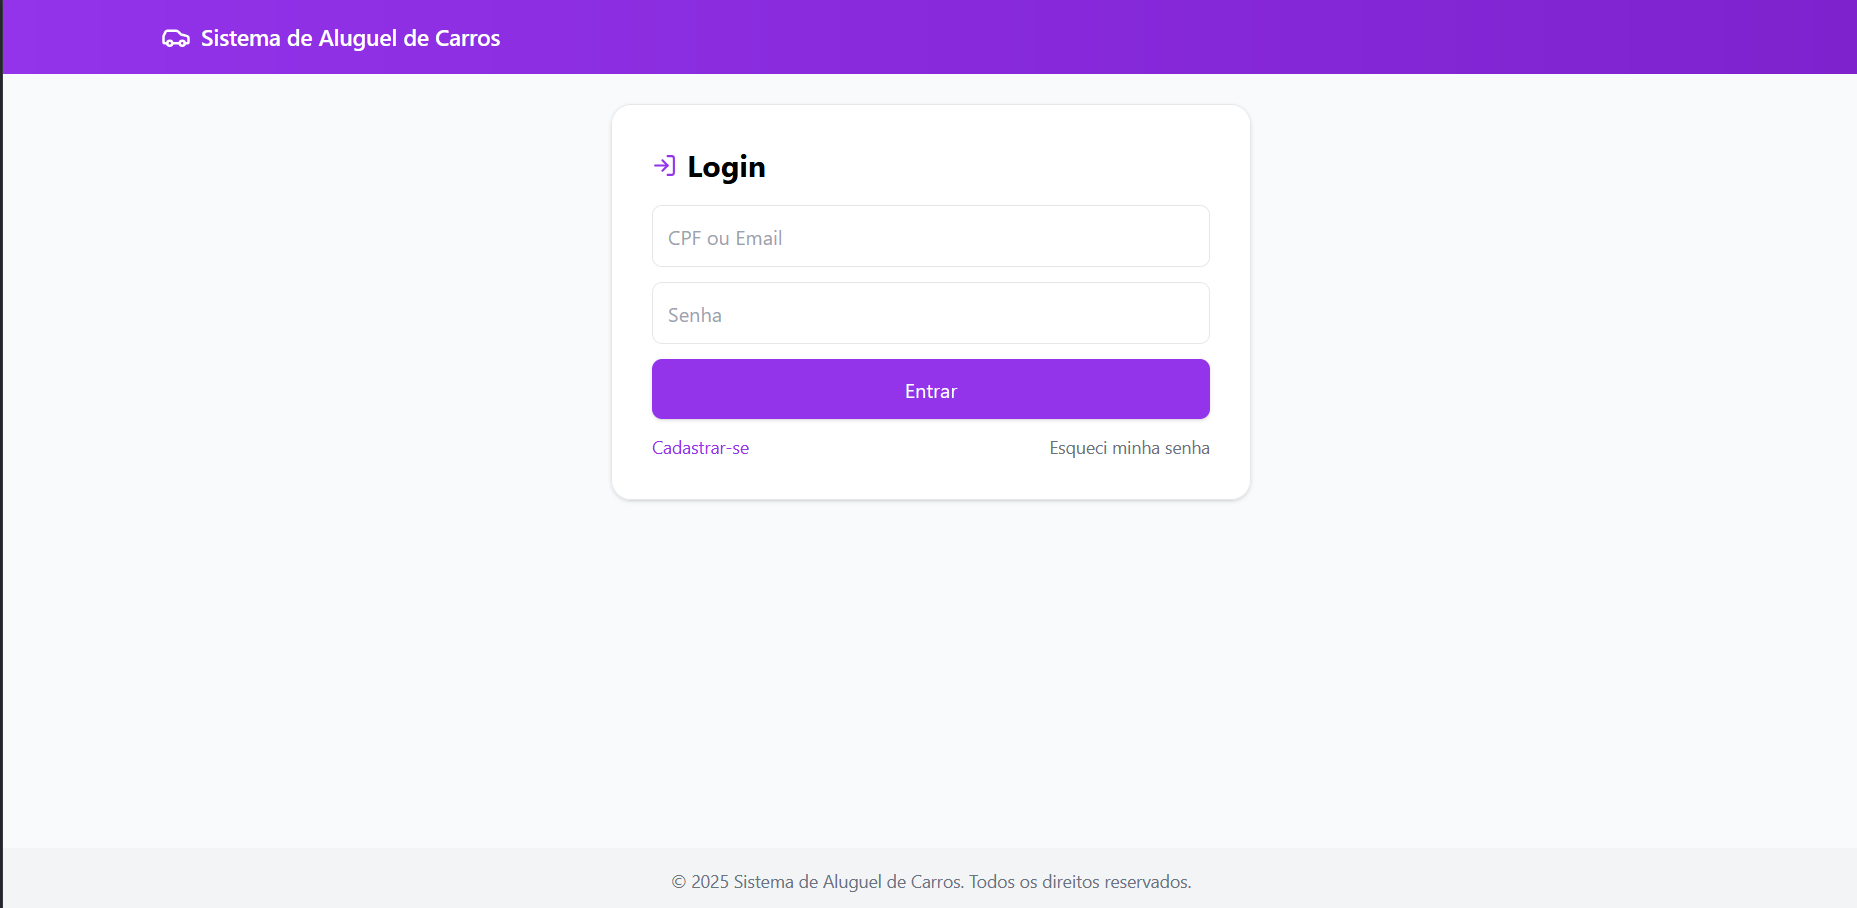 Sistema de Aluguel de Carros
Login
CPF ou Email
Senha
Entrar
Cadastrar-se
Esqueci minha senha
© 2025 Sistema de Aluguel de Carros. Todos os direitos reservados.